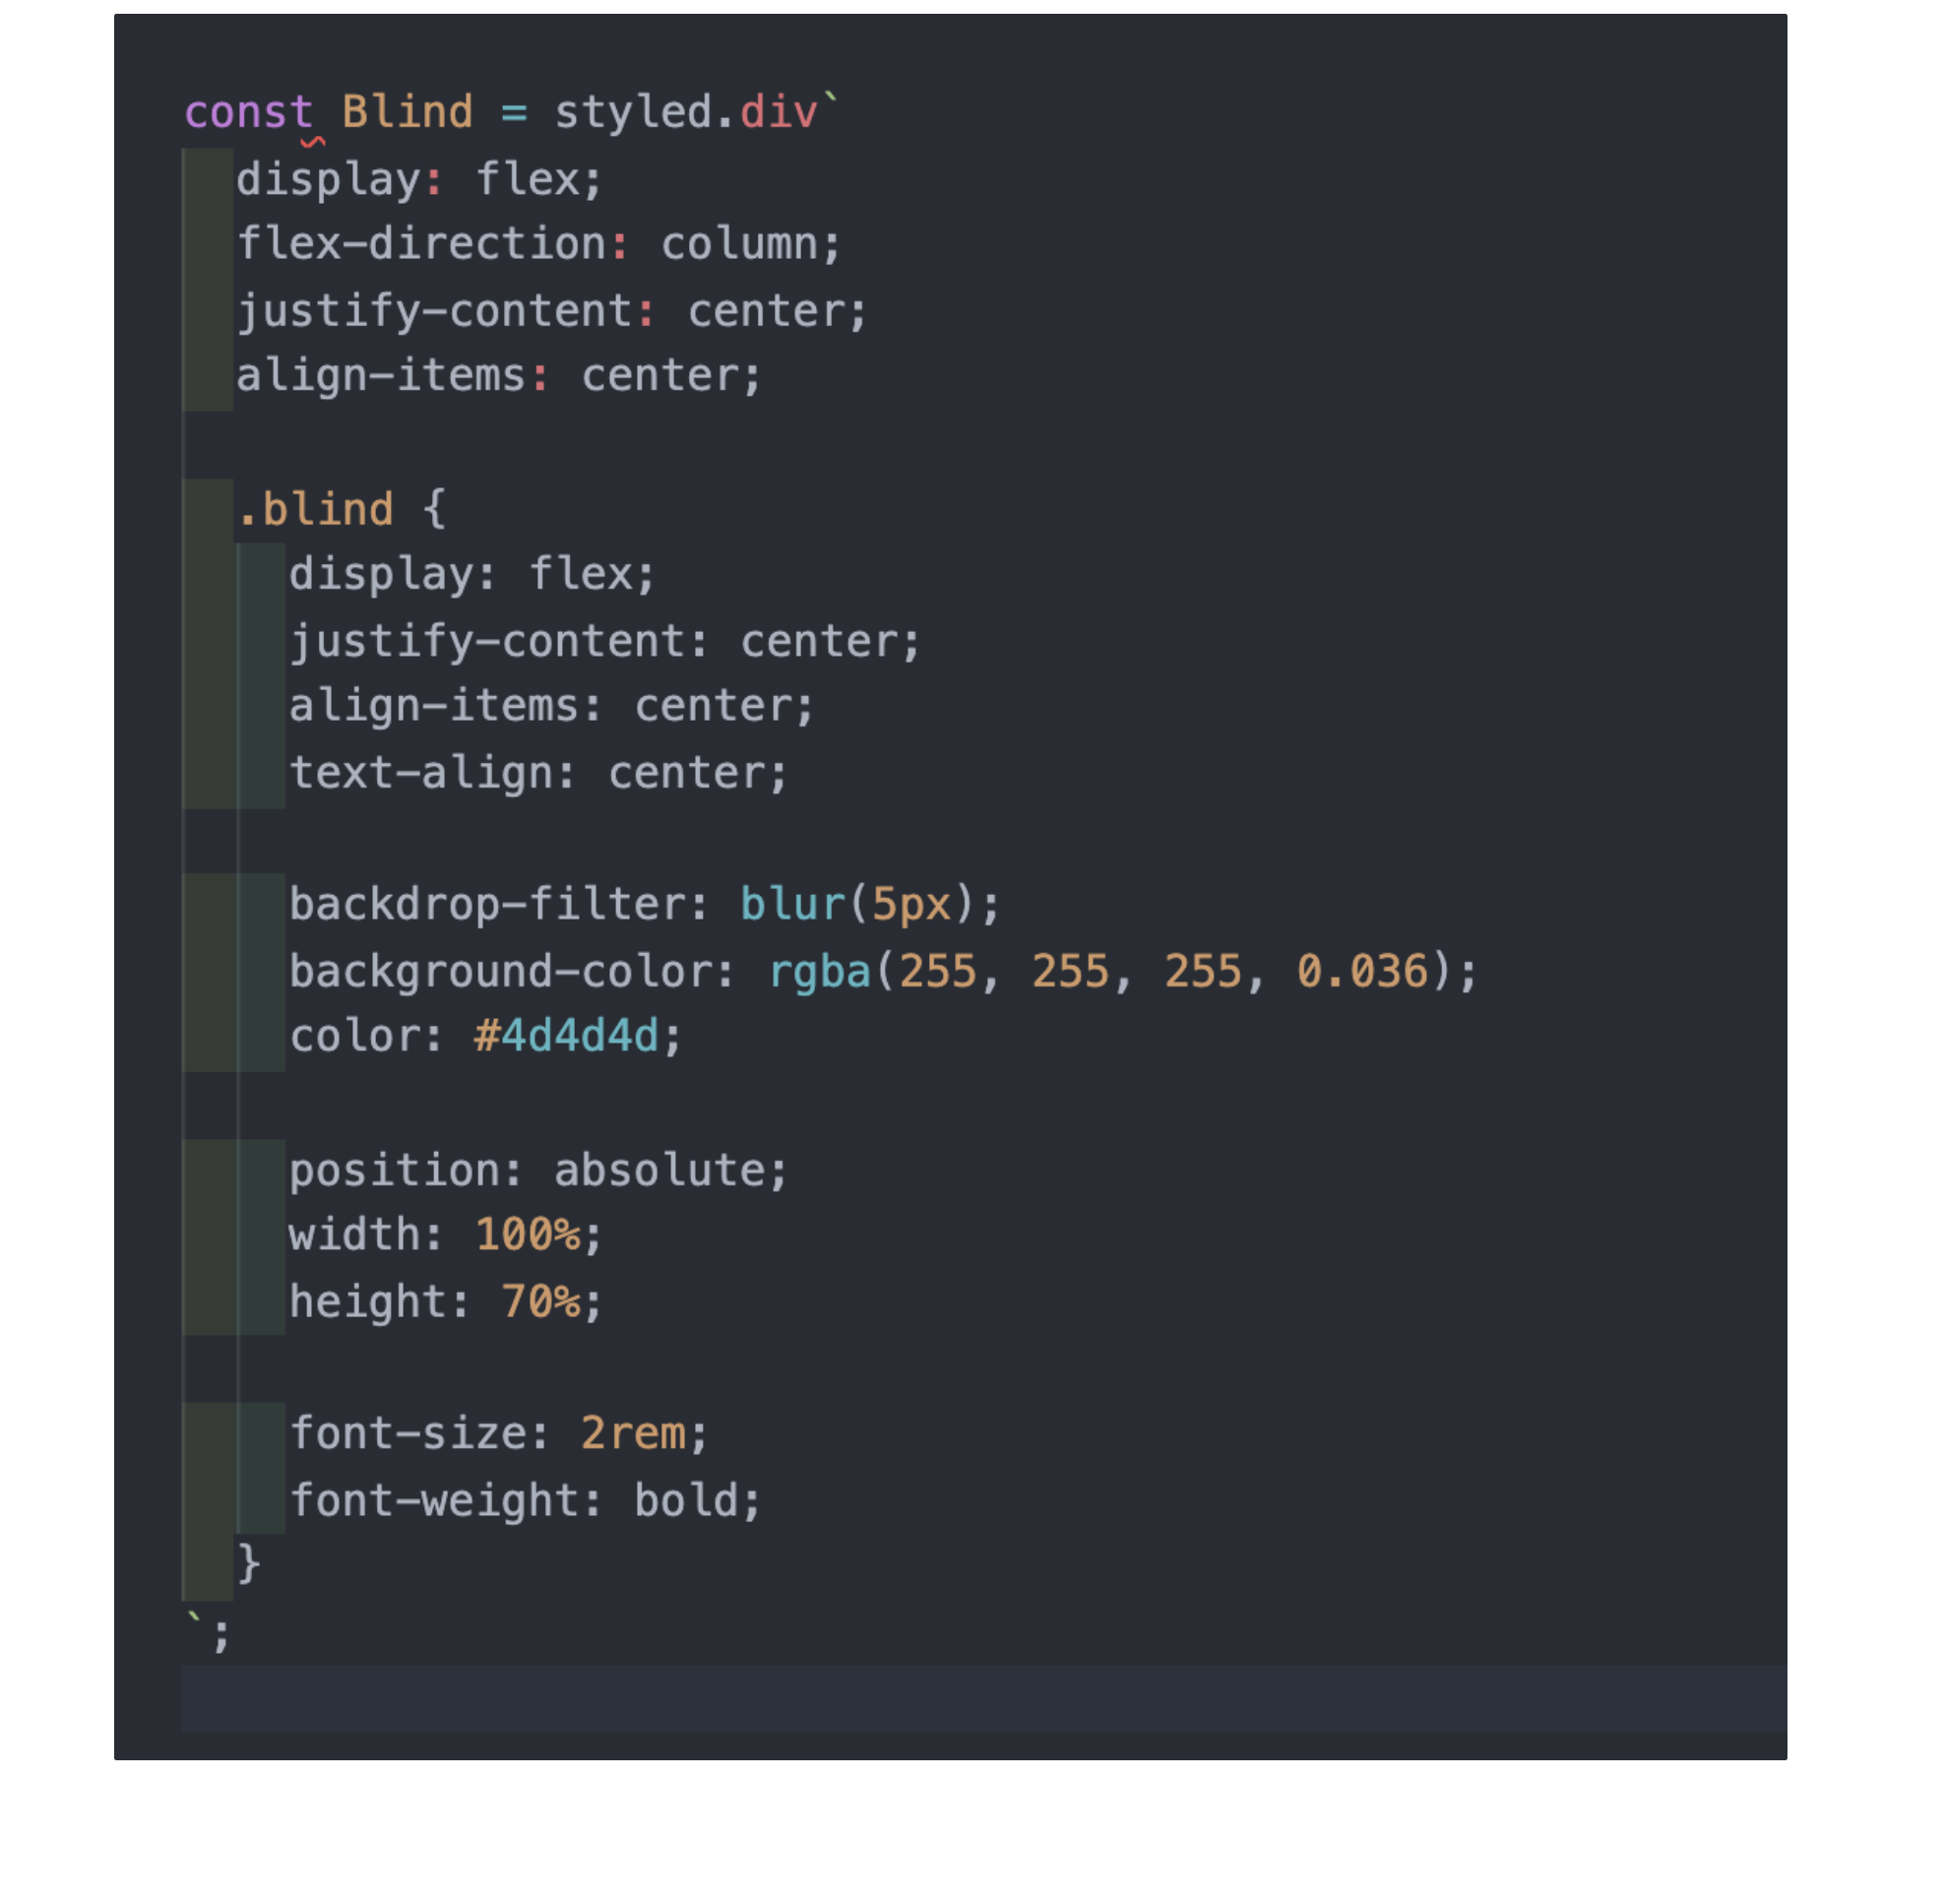 const Blind = styled.div`
  display: flex;
  flex-direction: column;
  justify-content: center;
  align-items: center;

  .blind {
    display: flex;
    justify-content: center;
    align-items: center;
    text-align: center;

    backdrop-filter: blur(5px);
    background-color: rgba(255, 255, 255, 0.036);
    color: #4d4d4d;

    position: absolute;
    width: 100%;
    height: 70%;

    font-size: 2rem;
    font-weight: bold;
  }
`;